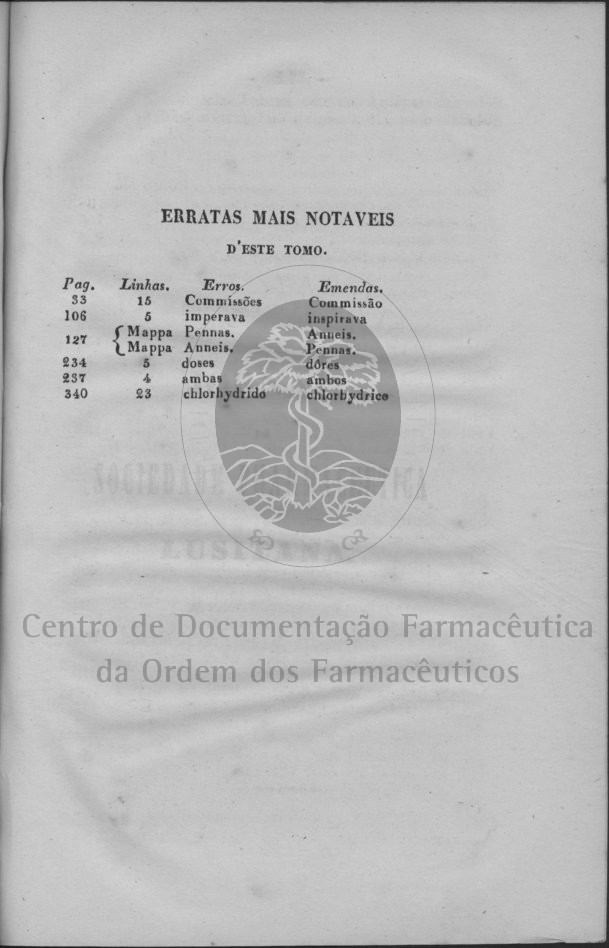 ERRATAS MAIS NOTAVEIS
D'ESTE TOMO.
Pag. Linhas. Erros. Emendas.
33 15 Commissões Commissão
106 5 imperava inspirava
127 { Mappa Pennas. Anneis.
Mappa Anneis. Pennas.
234 5 doses dôres
237 4 ambas ambos
340 23 chlorhydrido chlorhydrico
Centro de Documentação Farmacêutica
da Ordem dos Farmacêuticos